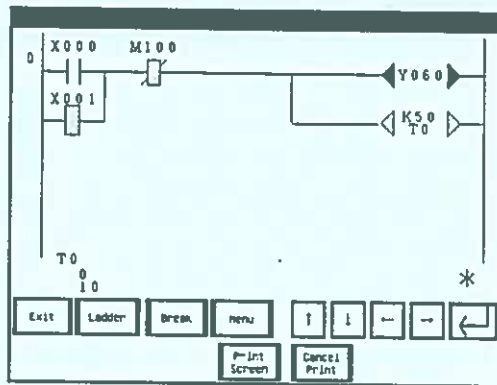 X000 M100
0
Y060
X001
K50
T0
T0
0
10
*
Exit Ladder Break Menu ↑ ↓ ← →
Print Screen
Cancel Print